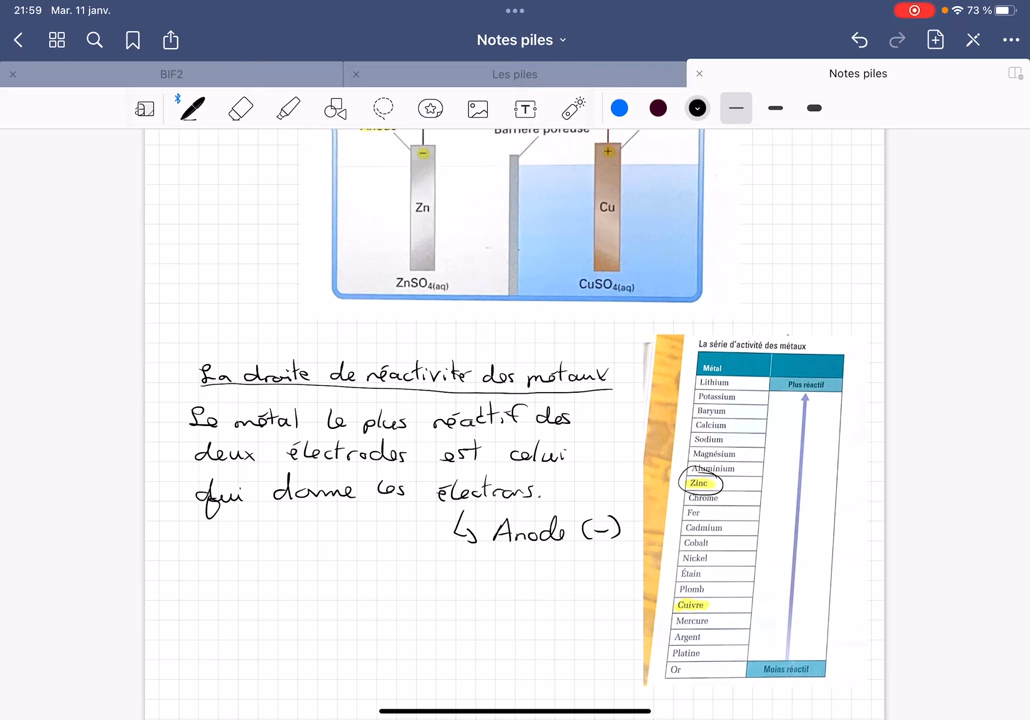 21:59 Mar. 11 janv.
73 %
Notes piles
BIF2
Les piles
Notes piles
Anode
Barrière poreuse
−
+
Zn
Cu
ZnSO4(aq)
CuSO4(aq)
La droite de réactivité des métaux
Le métal le plus réactif des
deux électrodes est celui
qui donne les électrons.
↳ Anode (−)
La série d'activité des métaux
Métal
Lithium
Plus réactif
Potassium
Baryum
Calcium
Sodium
Magnésium
Aluminium
Zinc
Chrome
Fer
Cadmium
Cobalt
Nickel
Étain
Plomb
Cuivre
Mercure
Argent
Platine
Or
Moins réactif